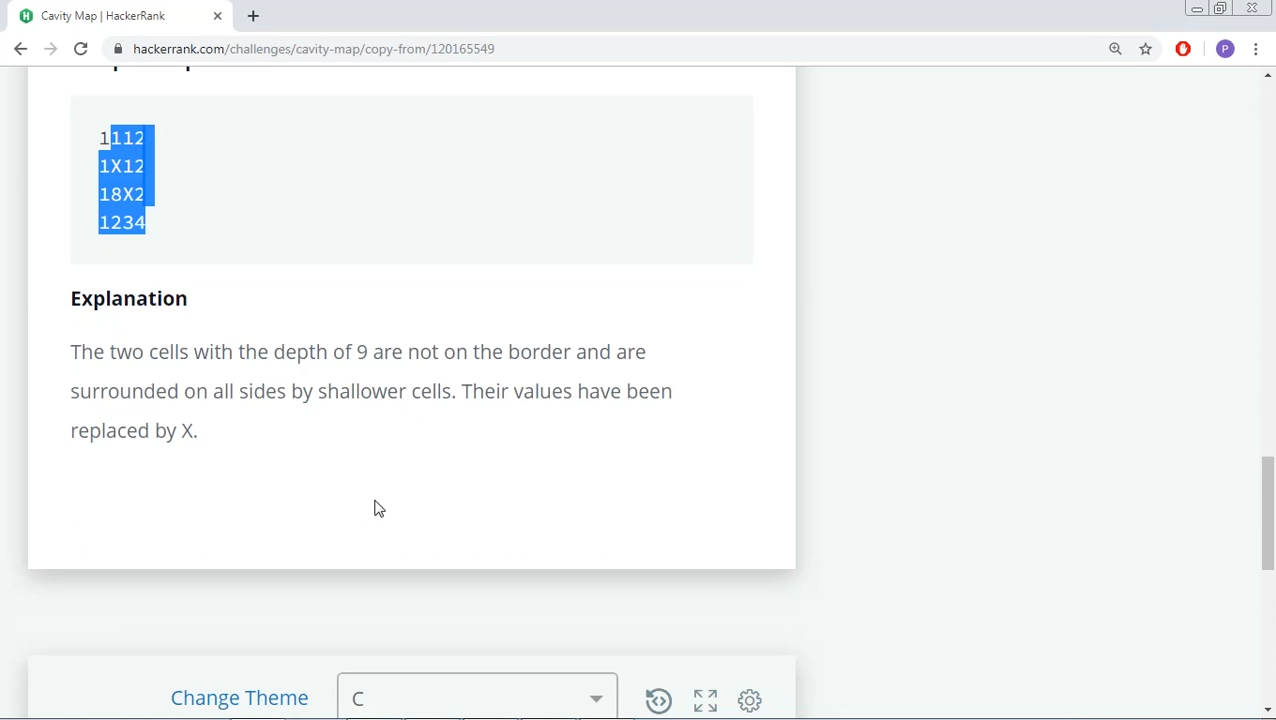 Cavity Map | HackerRank
hackerrank.com/challenges/cavity-map/copy-from/120165549
P
1112
1X12
18X2
1234
Explanation
The two cells with the depth of 9 are not on the border and are
surrounded on all sides by shallower cells. Their values have been
replaced by X.
Change Theme
C